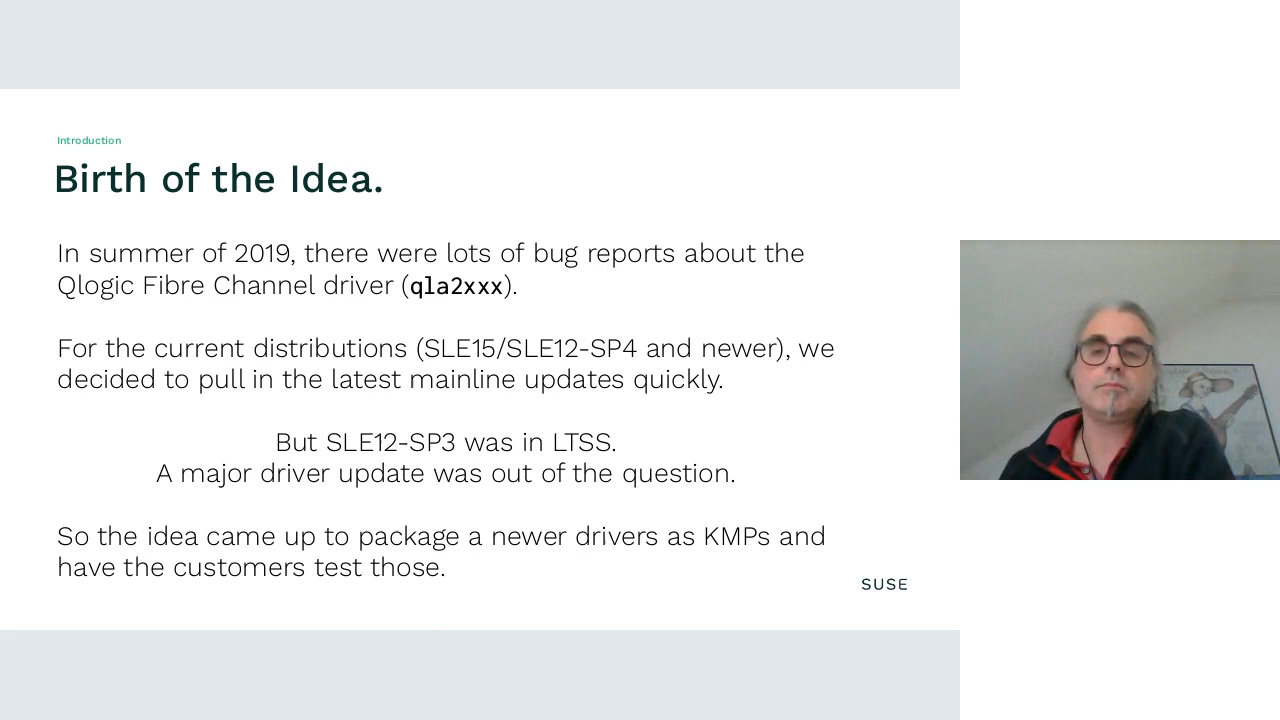 Introduction
Birth of the Idea.
In summer of 2019, there were lots of bug reports about the
Qlogic Fibre Channel driver (qla2xxx).
For the current distributions (SLE15/SLE12-SP4 and newer), we
decided to pull in the latest mainline updates quickly.
But SLE12-SP3 was in LTSS.
A major driver update was out of the question.
So the idea came up to package a newer drivers as KMPs and
have the customers test those.
SUSE